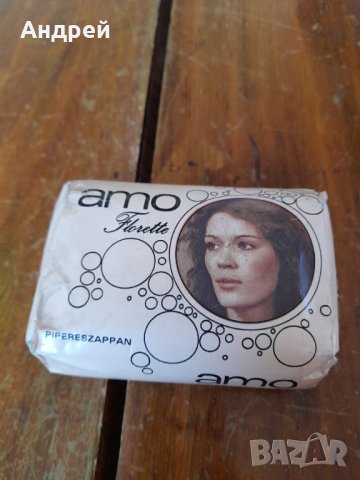 Андрей
amo
Florette
PIPERESZAPPAN
amo
BAZAR